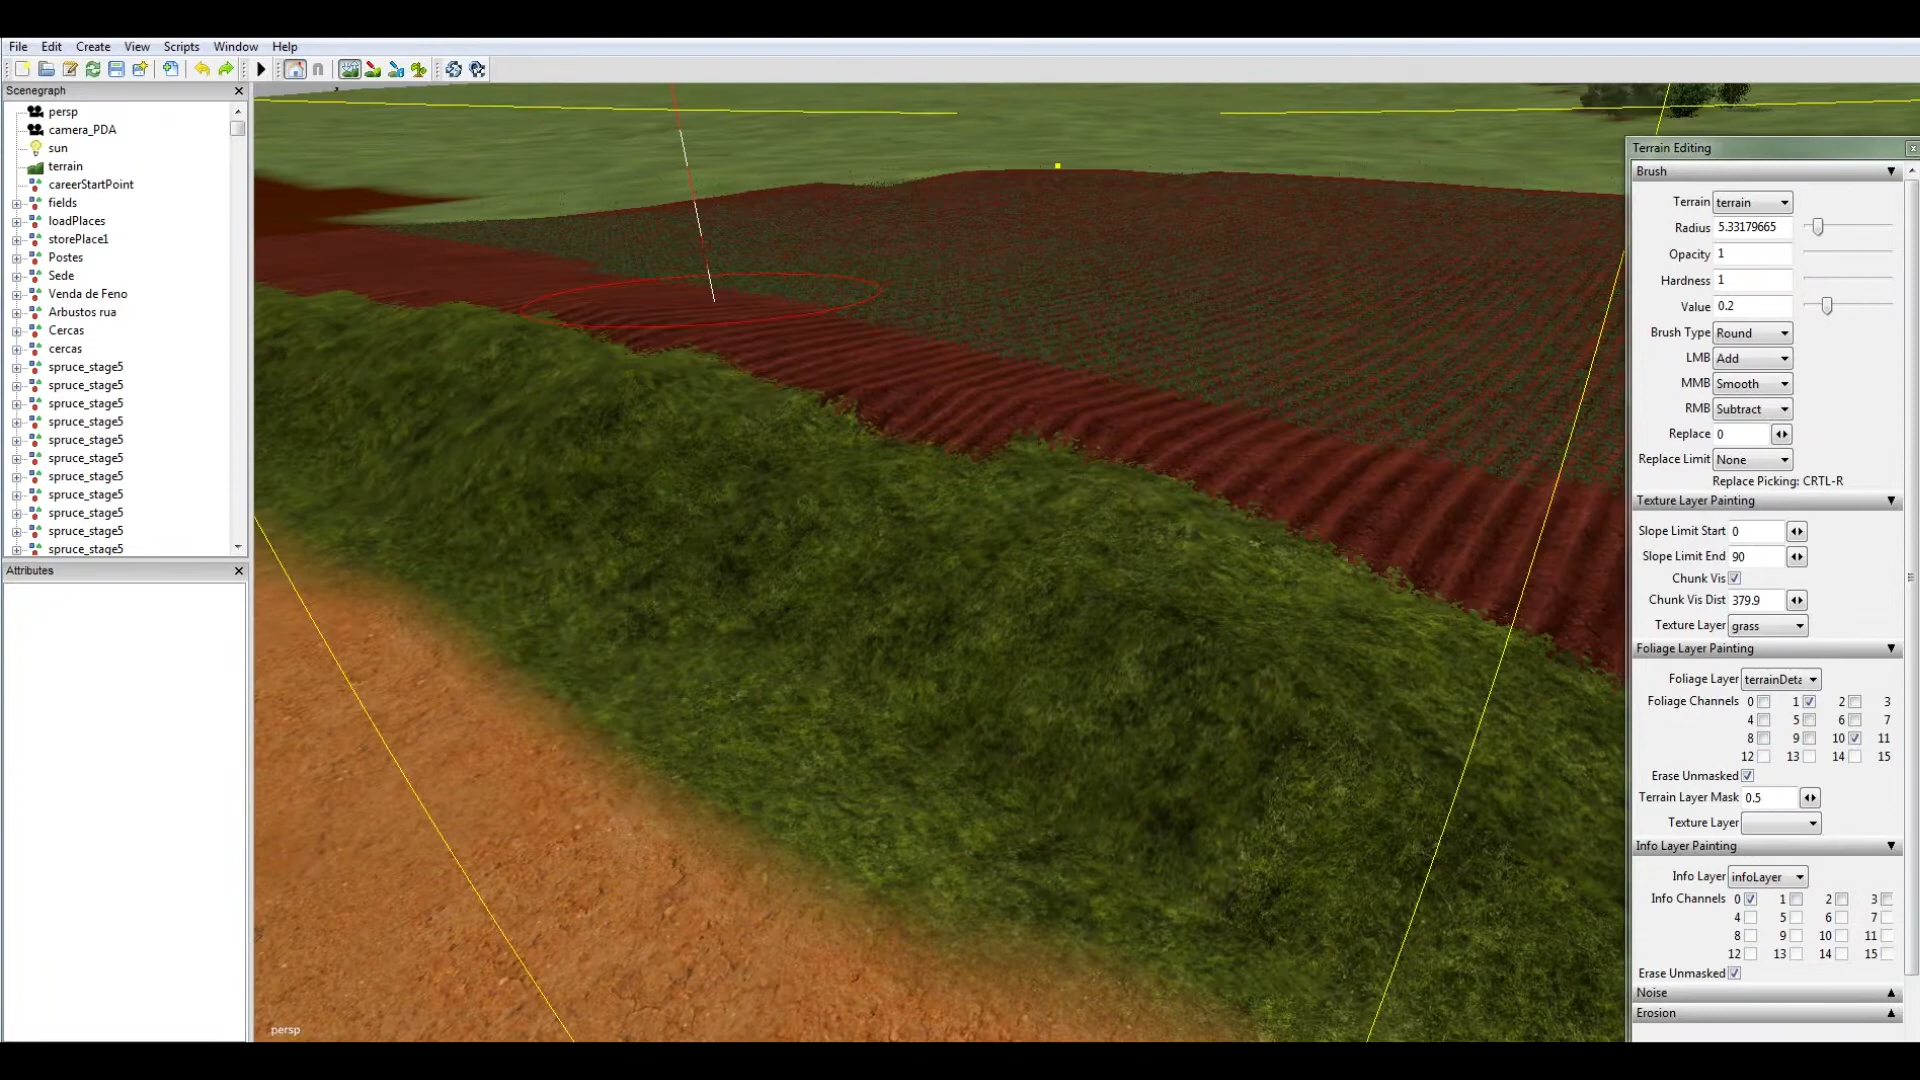 File Edit Create View Scripts Window Help
Scenegraph
persp
camera_PDA
sun
terrain
careerStartPoint
fields
loadPlaces
storePlace1
Postes
Sede
Venda de Feno
Arbustos rua
Cercas
cercas
spruce_stage5
spruce_stage5
spruce_stage5
spruce_stage5
spruce_stage5
spruce_stage5
spruce_stage5
spruce_stage5
spruce_stage5
spruce_stage5
spruce_stage5
Attributes
persp
Terrain Editing
Brush
Terrain terrain
Radius 5.33179665
Opacity 1
Hardness 1
Value 0.2
Brush Type Round
LMB Add
MMB Smooth
RMB Subtract
Replace 0
Replace Limit None
Replace Picking: CRTL-R
Texture Layer Painting
Slope Limit Start 0
Slope Limit End 90
Chunk Vis
Chunk Vis Dist 379.9
Texture Layer grass
Foliage Layer Painting
Foliage Layer terrainDeta
Foliage Channels 0 1 2 3
4 5 6 7
8 9 10 11
12 13 14 15
Erase Unmasked
Terrain Layer Mask 0.5
Texture Layer
Info Layer Painting
Info Layer infoLayer
Info Channels 0 1 2 3
4 5 6 7
8 9 10 11
12 13 14 15
Erase Unmasked
Noise
Erosion